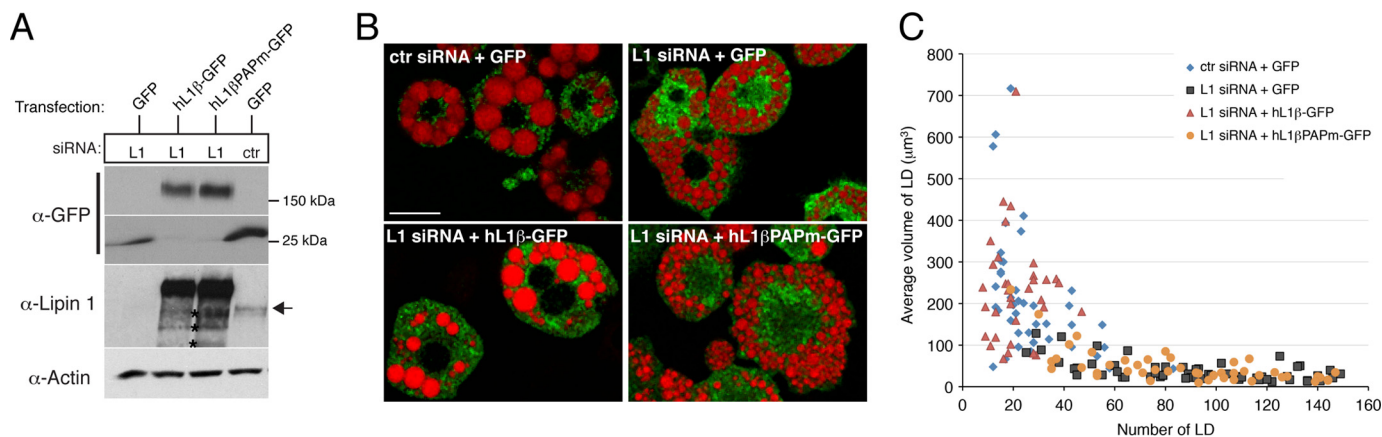 A
Transfection:
GFP
hL1β-GFP
hL1βPAPm-GFP
GFP
siRNA:
L1
L1
L1
ctr
α-GFP
150 kDa
25 kDa
α-Lipin 1
*
*
*
α-Actin
B
ctr siRNA + GFP
L1 siRNA + GFP
L1 siRNA + hL1β-GFP
L1 siRNA + hL1βPAPm-GFP
C
Average volume of LD (µm³)
800
700
600
500
400
300
200
100
0
0 20 40 60 80 100 120 140 160
Number of LD
ctr siRNA + GFP
L1 siRNA + GFP
L1 siRNA + hL1β-GFP
L1 siRNA + hL1βPAPm-GFP